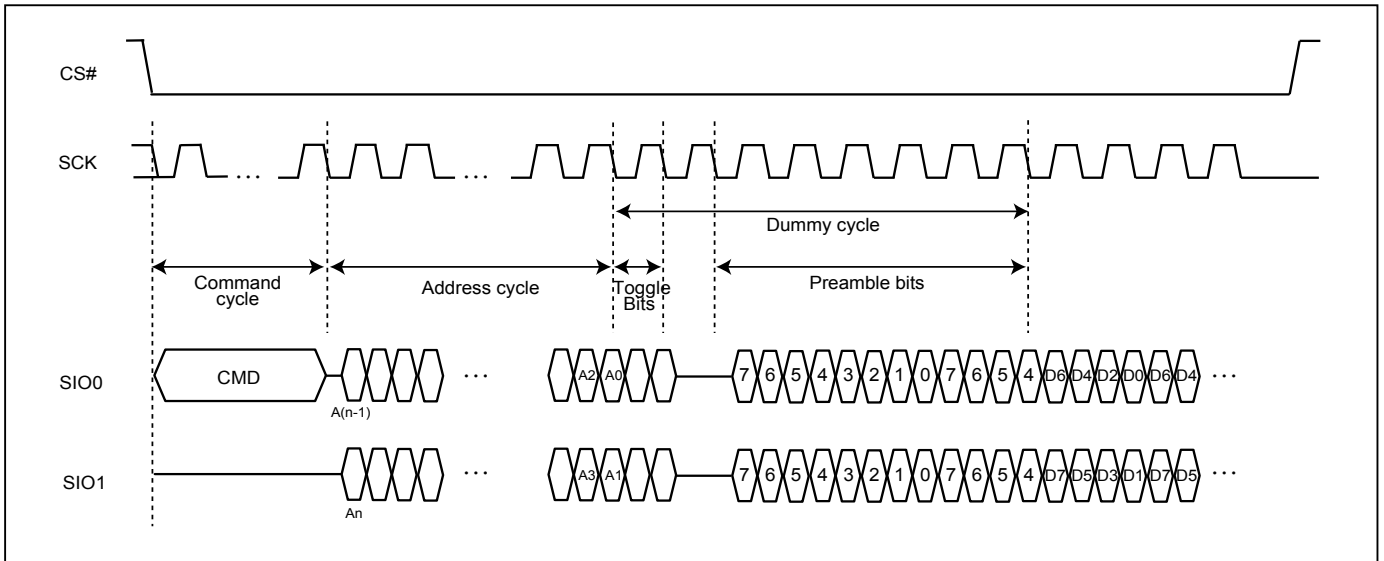 CS#
SCK
... ...
Dummy cycle
Command
cycle
Address cycle
Toggle
Bits
Preamble bits
SIO0
CMD
A(n-1)
...
A2 A0
7 6 5 4 3 2 1 0 7 6 5 4 D6 D4 D2 D0 D6 D4 ...
SIO1
An
...
A3 A1
7 6 5 4 3 2 1 0 7 6 5 4 D7 D5 D3 D1 D7 D5 ...